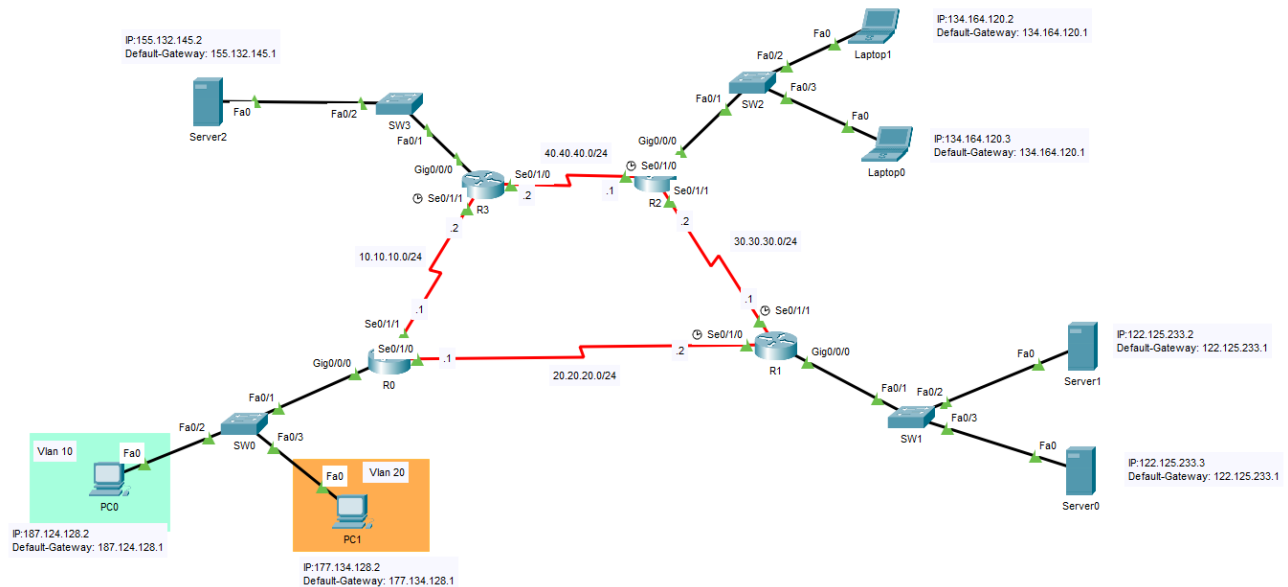 IP:155.132.145.2
Default-Gateway: 155.132.145.1
Fa0
Server2
Fa0/2
SW3
Fa0/1
Gig0/0/0
Se0/1/0
Se0/1/1
R3
.2
.2
40.40.40.0/24
IP:134.164.120.2
Default-Gateway: 134.164.120.1
Fa0
Laptop1
Fa0/2
Fa0/1
SW2
Fa0/3
Fa0
Laptop0
IP:134.164.120.3
Default-Gateway: 134.164.120.1
Gig0/0/0
Se0/1/0
.1
R2
Se0/1/1
.2
30.30.30.0/24
10.10.10.0/24
.1
Se0/1/1
Se0/1/0
.1
Gig0/0/0
R0
20.20.20.0/24
.1
Se0/1/1
Se0/1/0
.2
R1
Gig0/0/0
Fa0/1
Fa0/2
Fa0/3
SW1
Fa0
Server1
IP:122.125.233.2
Default-Gateway: 122.125.233.1
Fa0
Server0
IP:122.125.233.3
Default-Gateway: 122.125.233.1
Fa0/1
Fa0/2
SW0
Fa0/3
Vlan 10
Fa0
PC0
IP:187.124.128.2
Default-Gateway: 187.124.128.1
Vlan 20
Fa0
PC1
IP:177.134.128.2
Default-Gateway: 177.134.128.1